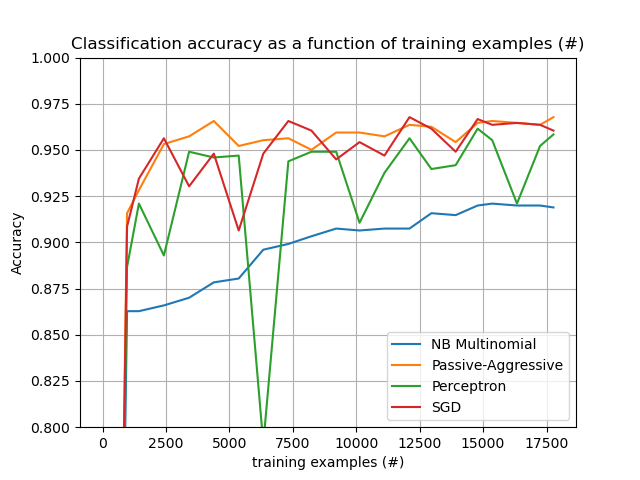 Classification accuracy as a function of training examples (#)
1.000
0.975
0.950
0.925
0.900
0.875
0.850
0.825
0.800
Accuracy
NB Multinomial
Passive-Aggressive
Perceptron
SGD
0 2500 5000 7500 10000 12500 15000 17500
training examples (#)